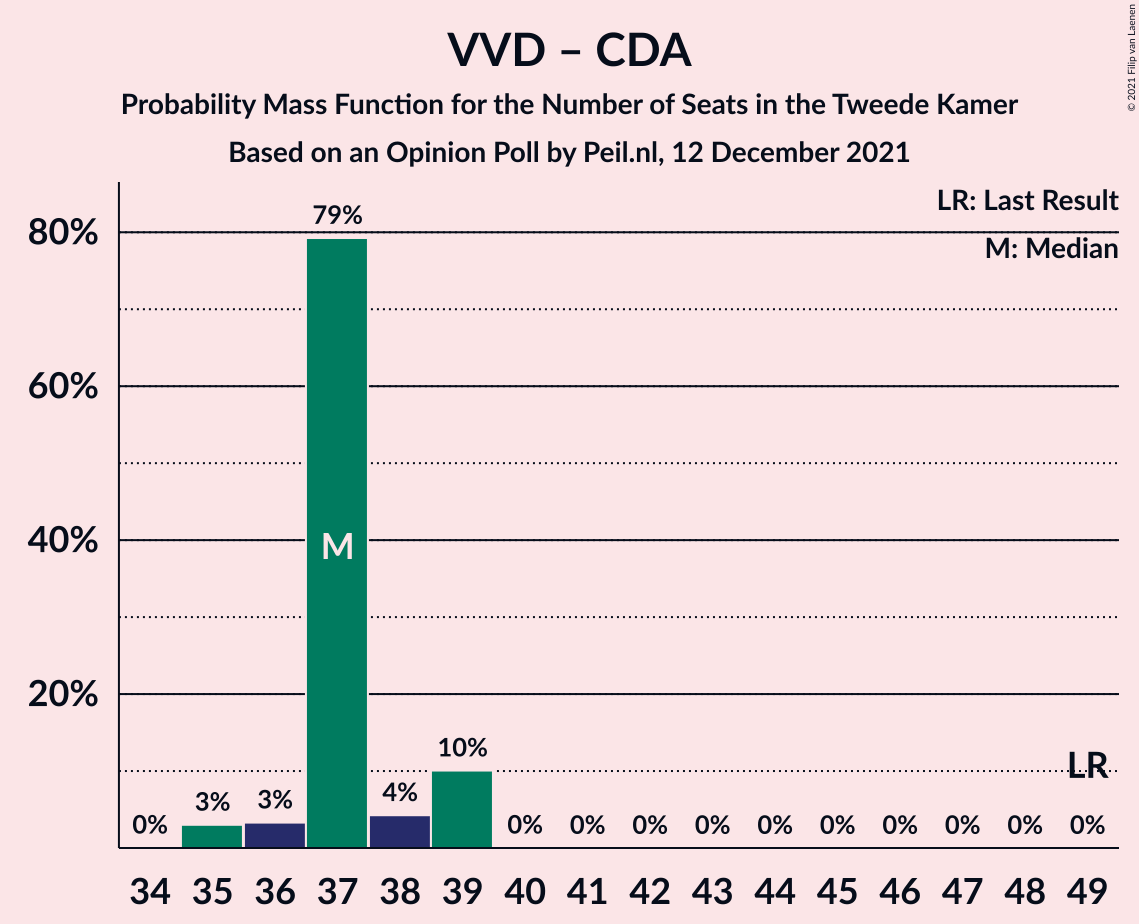 VVD – CDA
Probability Mass Function for the Number of Seats in the Tweede Kamer
Based on an Opinion Poll by Peil.nl, 12 December 2021
© 2021 Filip van Laenen
LR: Last Result
M: Median
80%
60%
40%
20%
0%
3%
3%
79%
4%
10%
0%
0%
0%
0%
0%
0%
0%
0%
0%
0%
M
LR
34 35 36 37 38 39 40 41 42 43 44 45 46 47 48 49